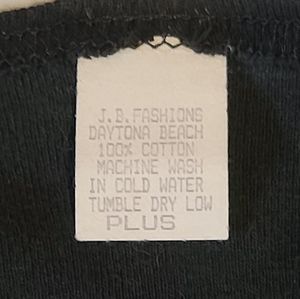 J.B.FASHIONS
DAYTONA BEACH
100% COTTON
MACHINE WASH
IN COLD WATER
TUMBLE DRY LOW
PLUS